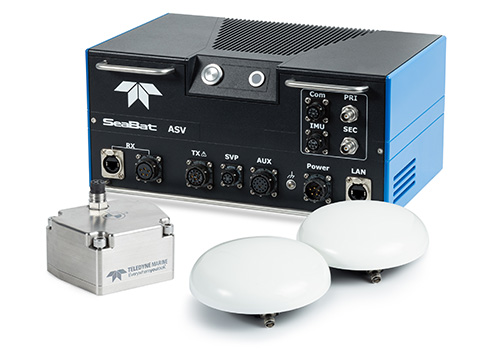 Com
PRI
IMU
SEC
SeaBat ASV
RX
TX⚠
SVP
AUX
Power
LAN
TELEDYNE MARINE
Everywhereyoulook